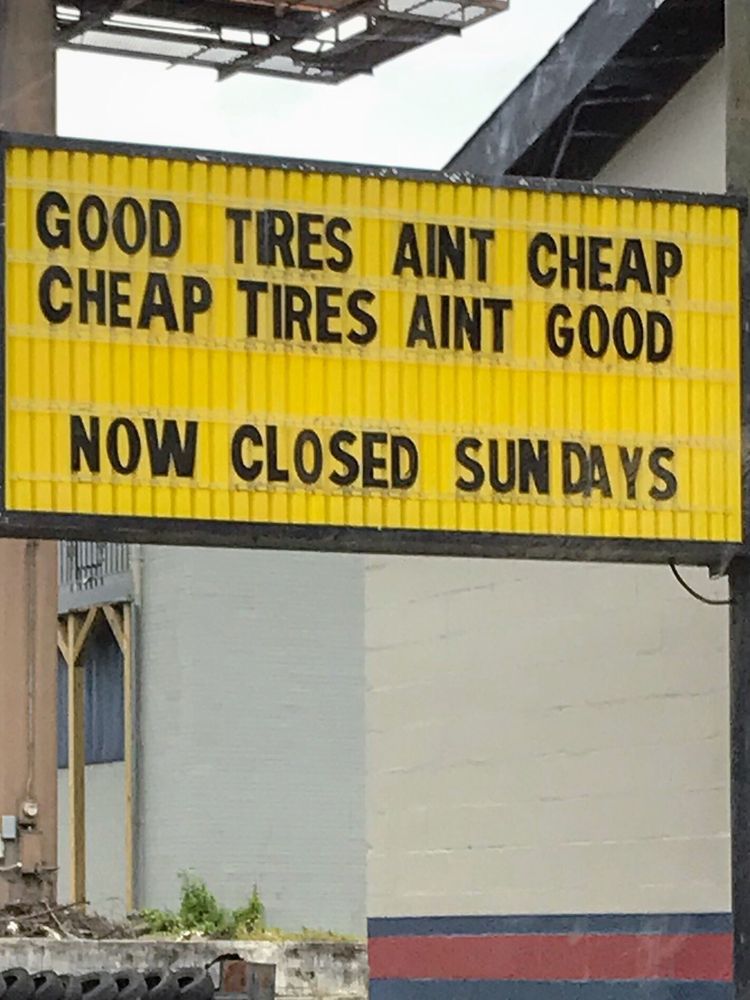 GOOD TIRES AINT CHEAP
CHEAP TIRES AINT GOOD
NOW CLOSED SUNDAYS